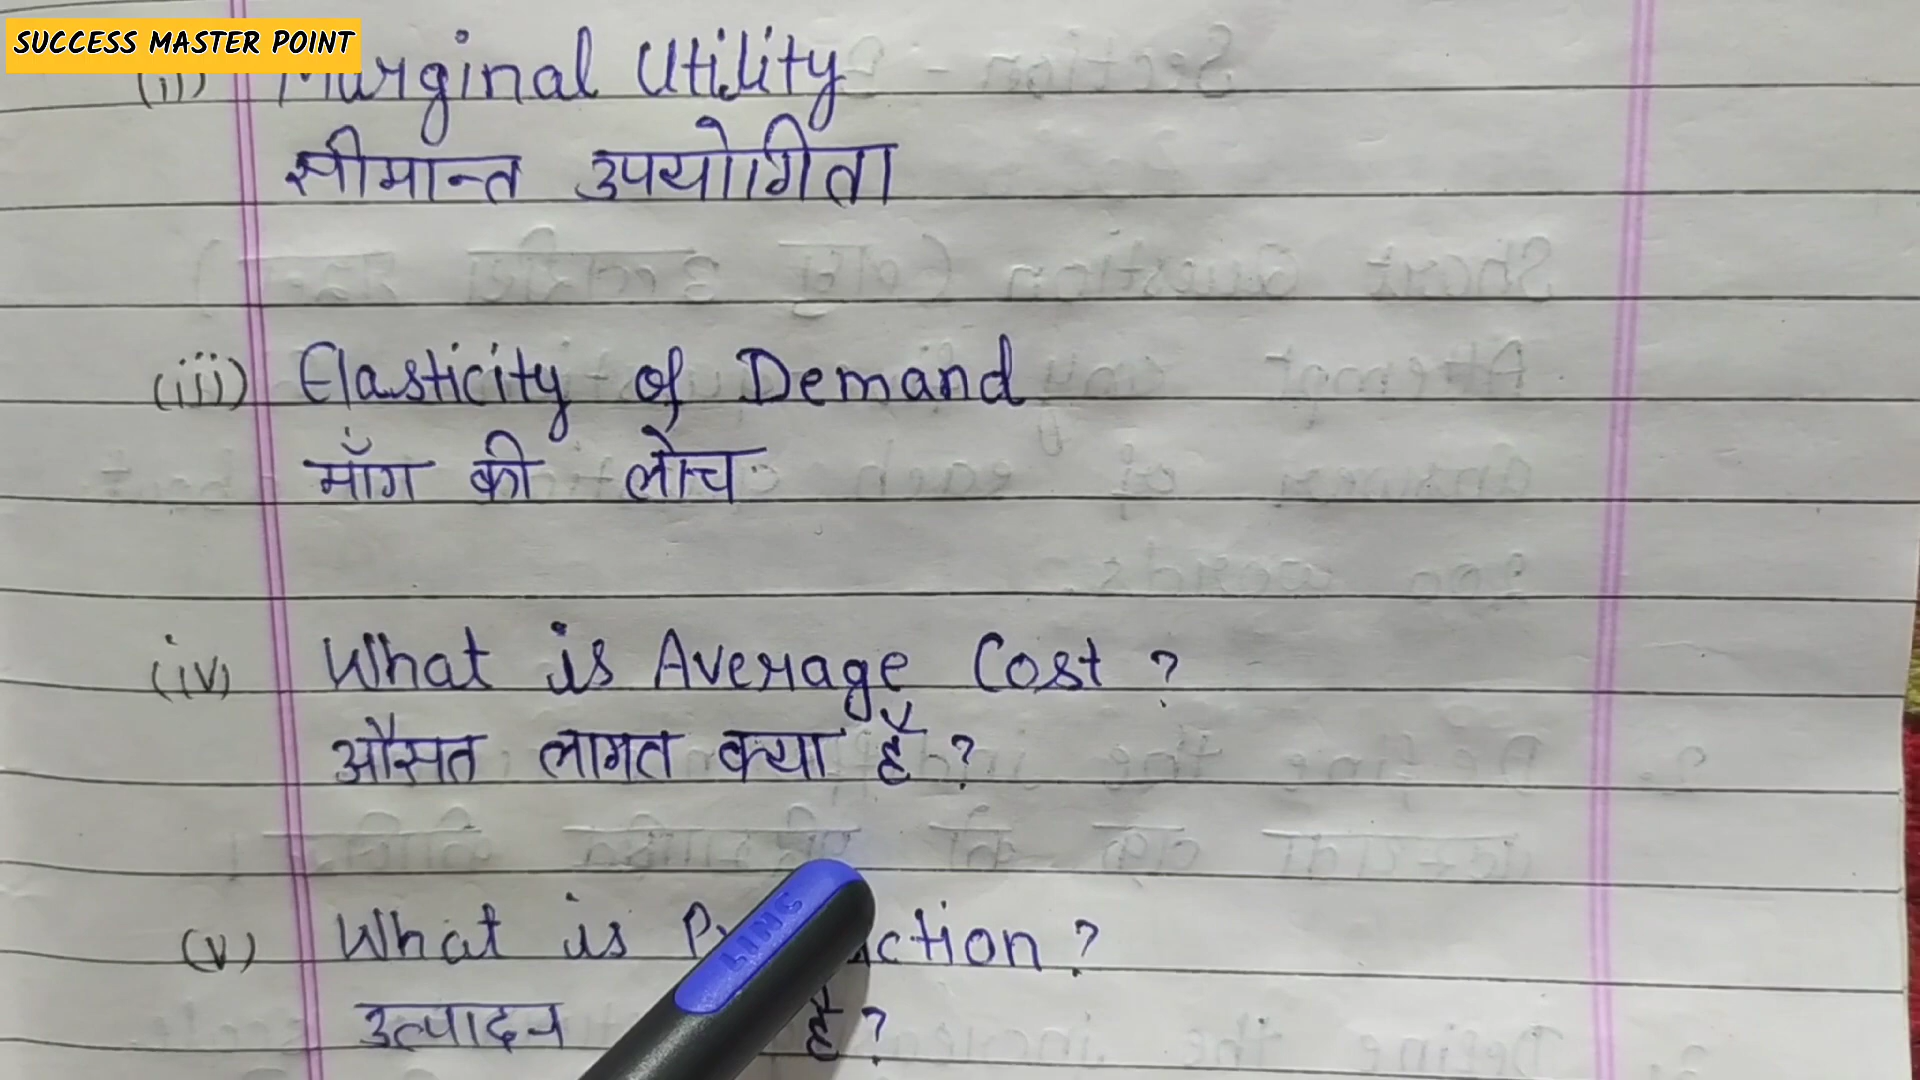 SUCCESS MASTER POINT
(ii) Marginal Utility
सीमान्त उपयोगिता
(iii) Elasticity of Demand
माँग की लोच
(iv) What is Average Cost ?
औसत लागत क्या है ?
(v) What is ction ?
उत्पादन है ?